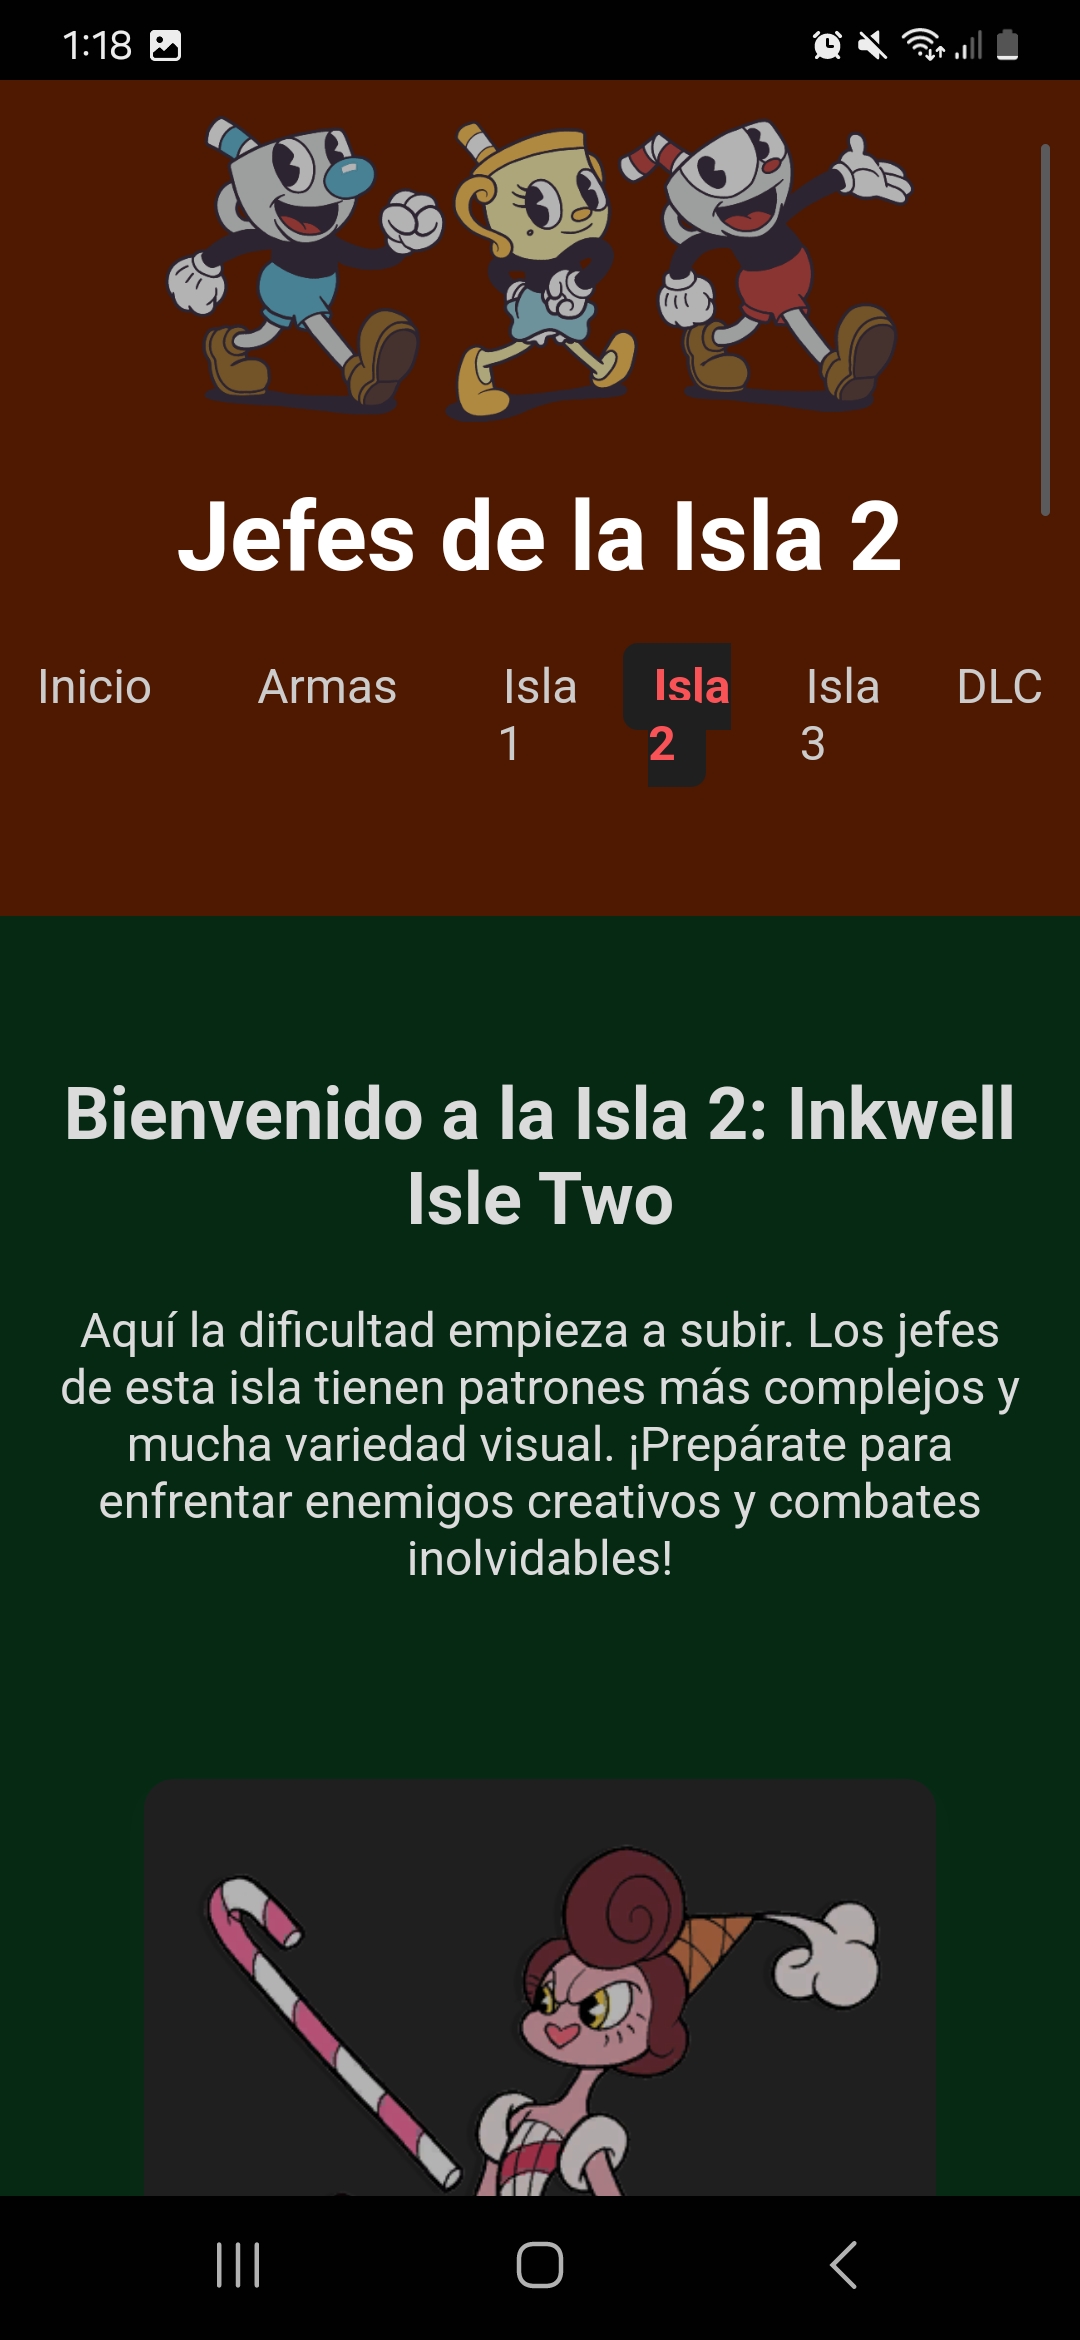 1:18
Jefes de la Isla 2
Inicio Armas Isla 1 Isla 2 Isla 3 DLC
Bienvenido a la Isla 2: Inkwell
Isle Two
Aquí la dificultad empieza a subir. Los jefes
de esta isla tienen patrones más complejos y
mucha variedad visual. ¡Prepárate para
enfrentar enemigos creativos y combates
inolvidables!